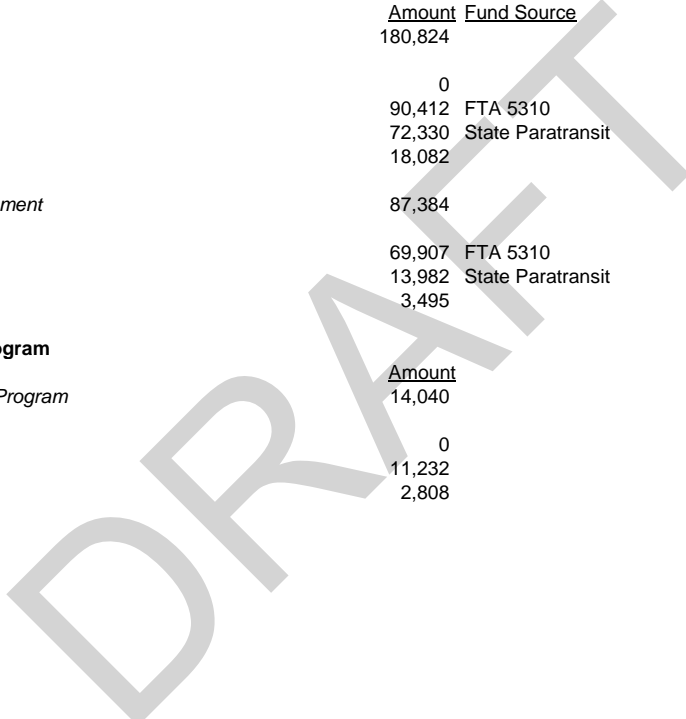 Amount Fund Source
180,824
0
90,412 FTA 5310
72,330 State Paratransit
18,082
ment 87,384
69,907 FTA 5310
13,982 State Paratransit
3,495
ogram
Amount
Program 14,040
0
11,232
2,808
DRAFT